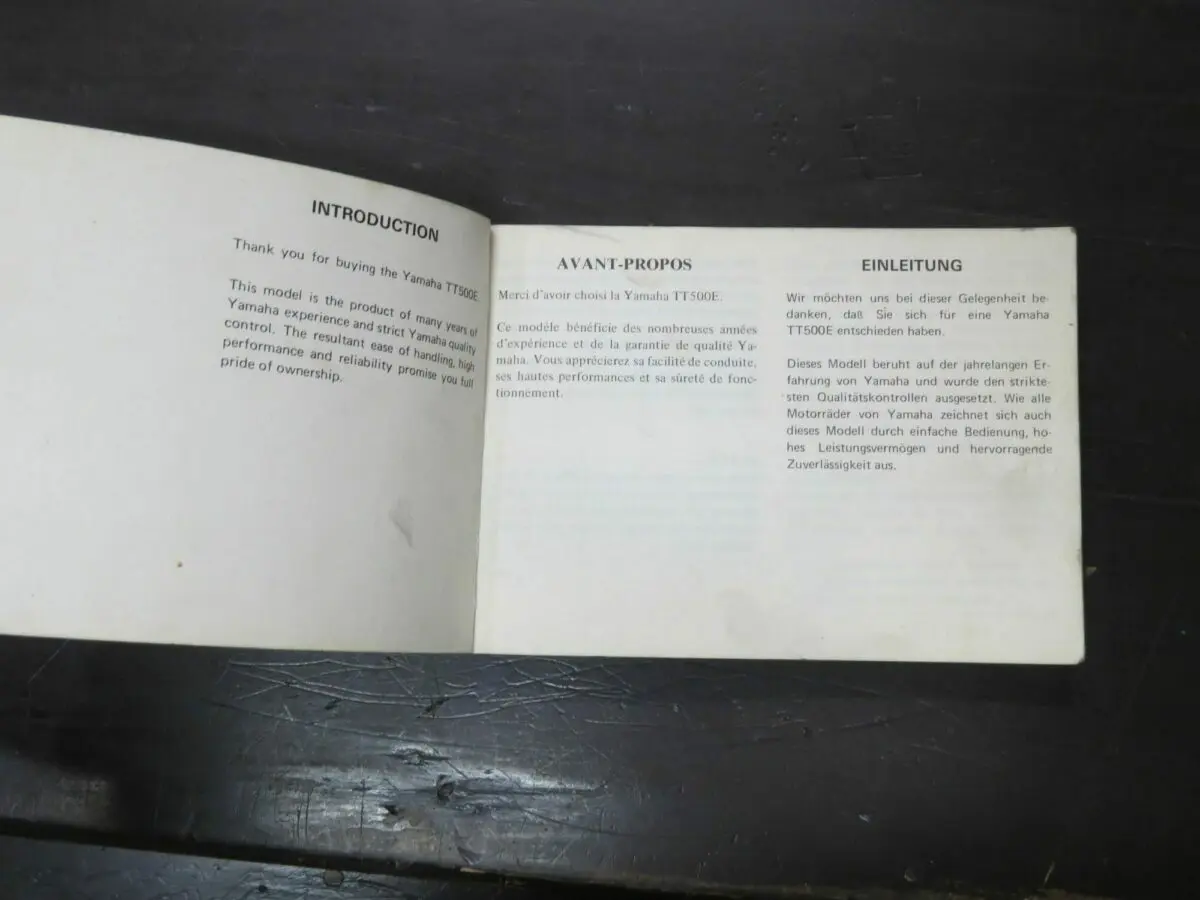 INTRODUCTION
Thank you for buying the Yamaha TT500E.
This model is the product of many years of
Yamaha experience and strict Yamaha quality
control. The resultant ease of handling, high
performance and reliability promise you full
pride of ownership.
AVANT-PROPOS
Merci d'avoir choisi la Yamaha TT500E.
Ce modèle bénéficie des nombreuses années
d'expérience et de la garantie de qualité Ya-
maha. Vous apprécierez sa facilité de conduite,
ses hautes performances et sa sûreté de fonc-
tionnement.
EINLEITUNG
Wir möchten uns bei dieser Gelegenheit be-
danken, daß Sie sich für eine Yamaha
TT500E entschieden haben.
Dieses Modell beruht auf der jahrelangen Er-
fahrung von Yamaha und wurde den strikte-
sten Qualitätskontrollen ausgesetzt. Wie alle
Motorräder von Yamaha zeichnet sich auch
dieses Modell durch einfache Bedienung, ho-
hes Leistungsvermögen und hervorragende
Zuverlässigkeit aus.